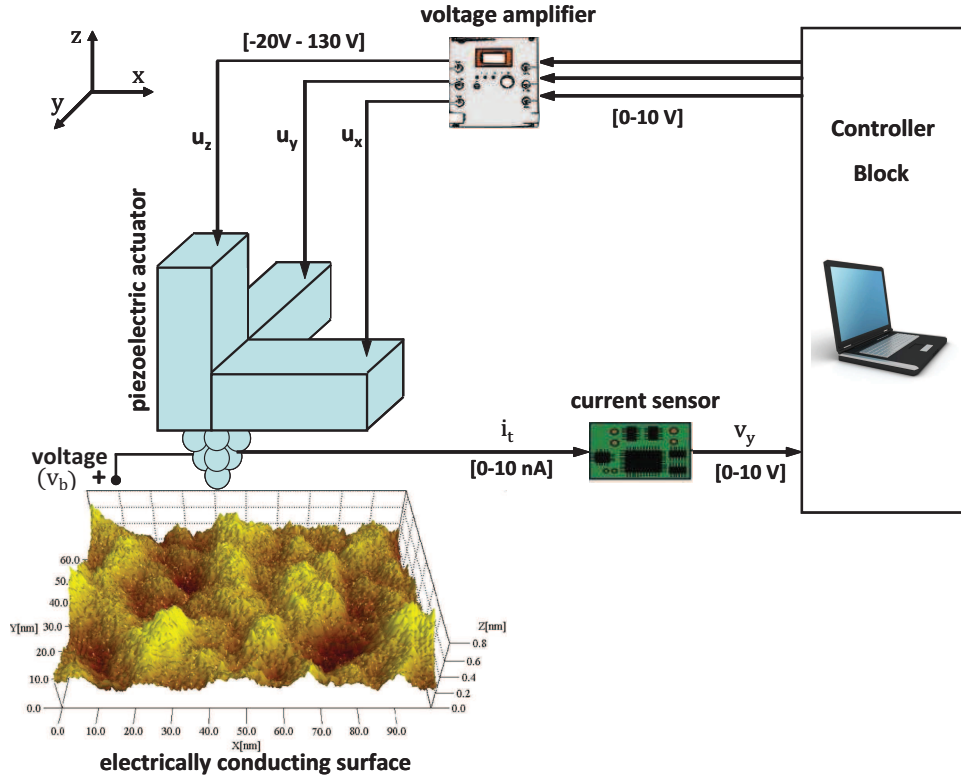 voltage amplifier
[-20V - 130 V]
z
x
y
[0-10 V]
u_z
u_y
u_x
Controller
Block
piezoelectric actuator
current sensor
i_t
v_y
[0-10 nA]
[0-10 V]
voltage
(v_b) +
60.0
50.
40.0
30.0
Y[nm]
20.0
10.0
0.0
Z[nm]
0.8
0.6
0.4
0.2
0.0
0.0 10.0 20.0 30.0 40.0 50.0 60.0 70.0 80.0 90.0
X[nm]
electrically conducting surface